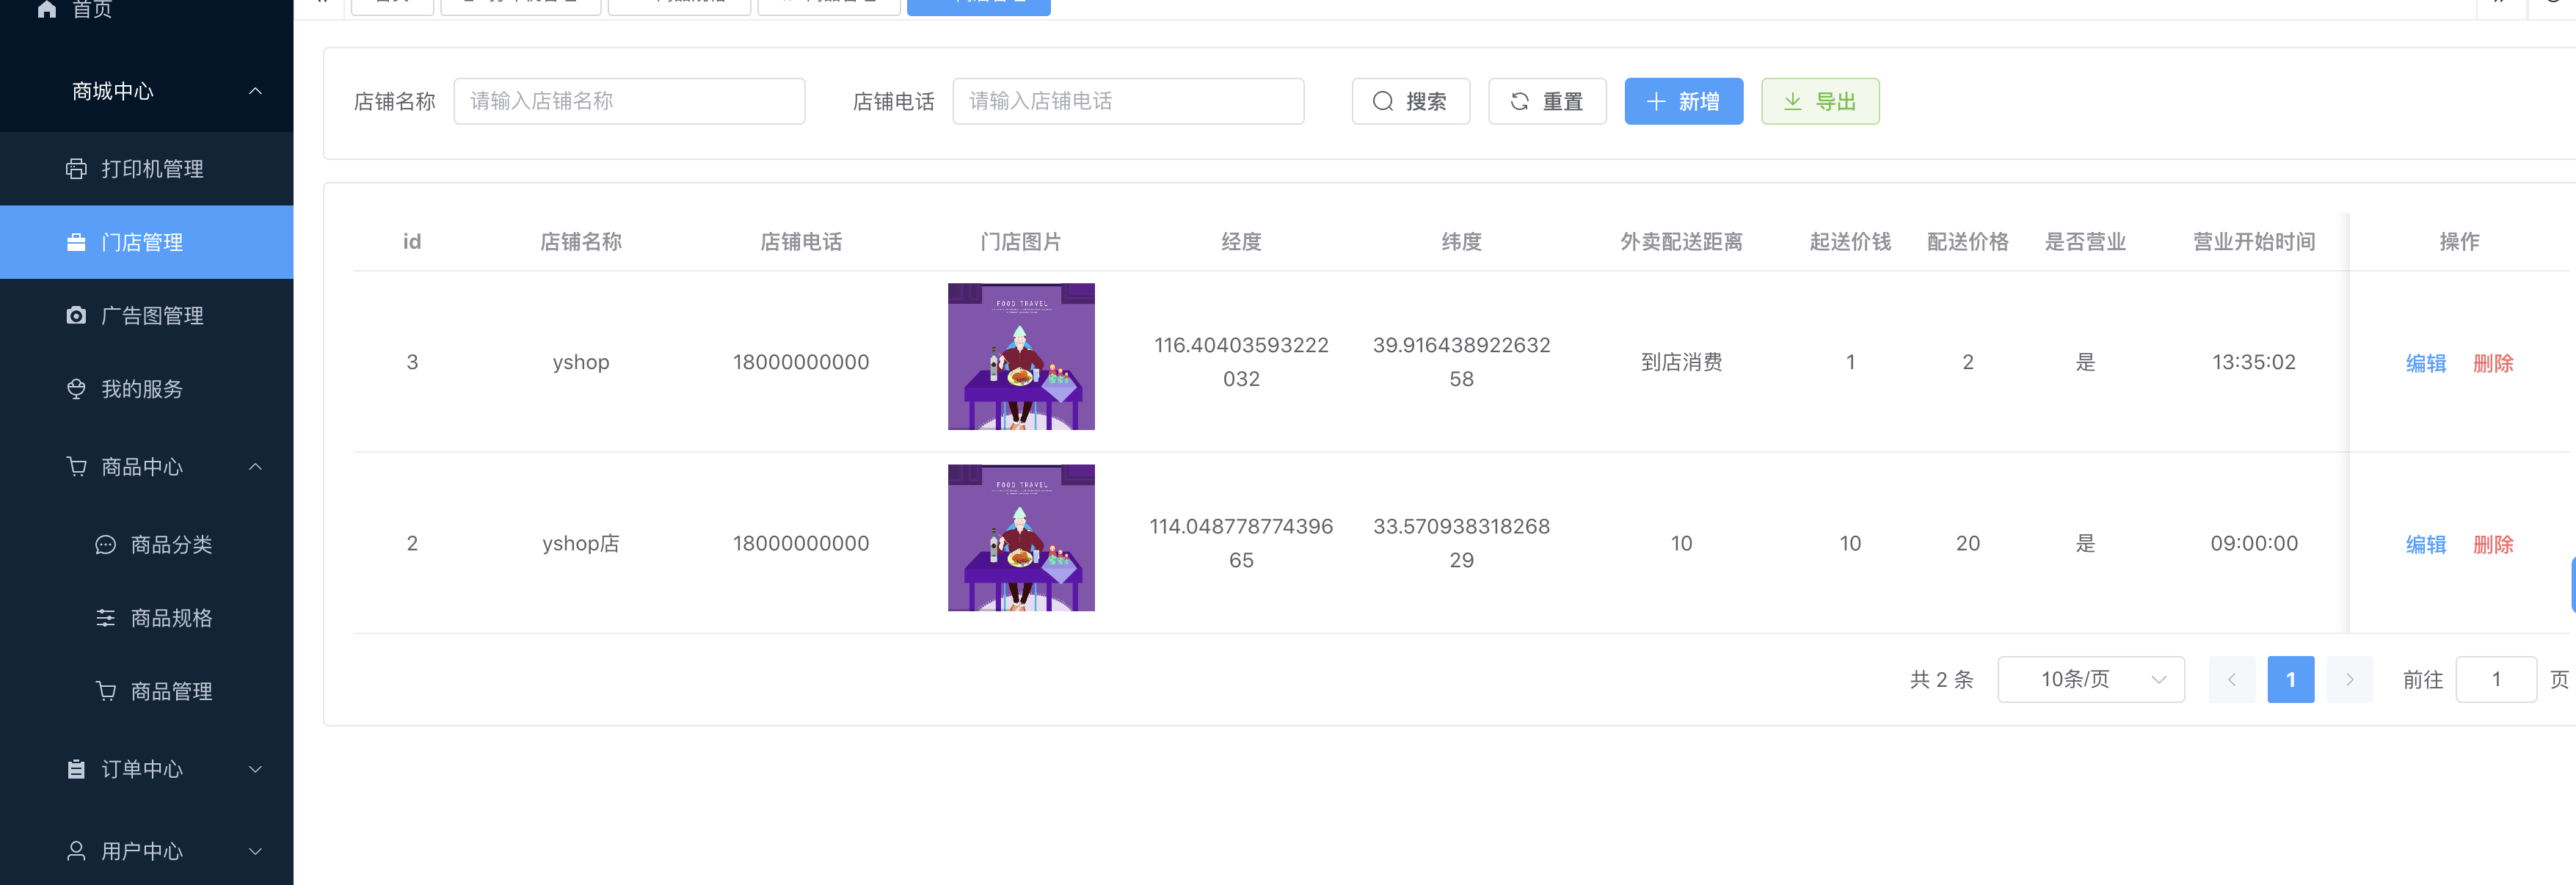 首页
商城中心
打印机管理
门店管理
广告图管理
我的服务
商品中心
商品分类
商品规格
商品管理
订单中心
用户中心
店铺名称 请输入店铺名称 店铺电话 请输入店铺电话 搜索 重置 新增 导出
id 店铺名称 店铺电话 门店图片 经度 纬度 外卖配送距离 起送价钱 配送价格 是否营业 营业开始时间 操作
FOOD TRAVEL
3 yshop 18000000000 116.40403593222 39.916438922632 到店消费 1 2 是 13:35:02 编辑 删除
032 58
FOOD TRAVEL
2 yshop店 18000000000 114.048778774396 33.570938318268 10 10 20 是 09:00:00 编辑 删除
65 29
共 2 条 10条/页 1 前往 1 页